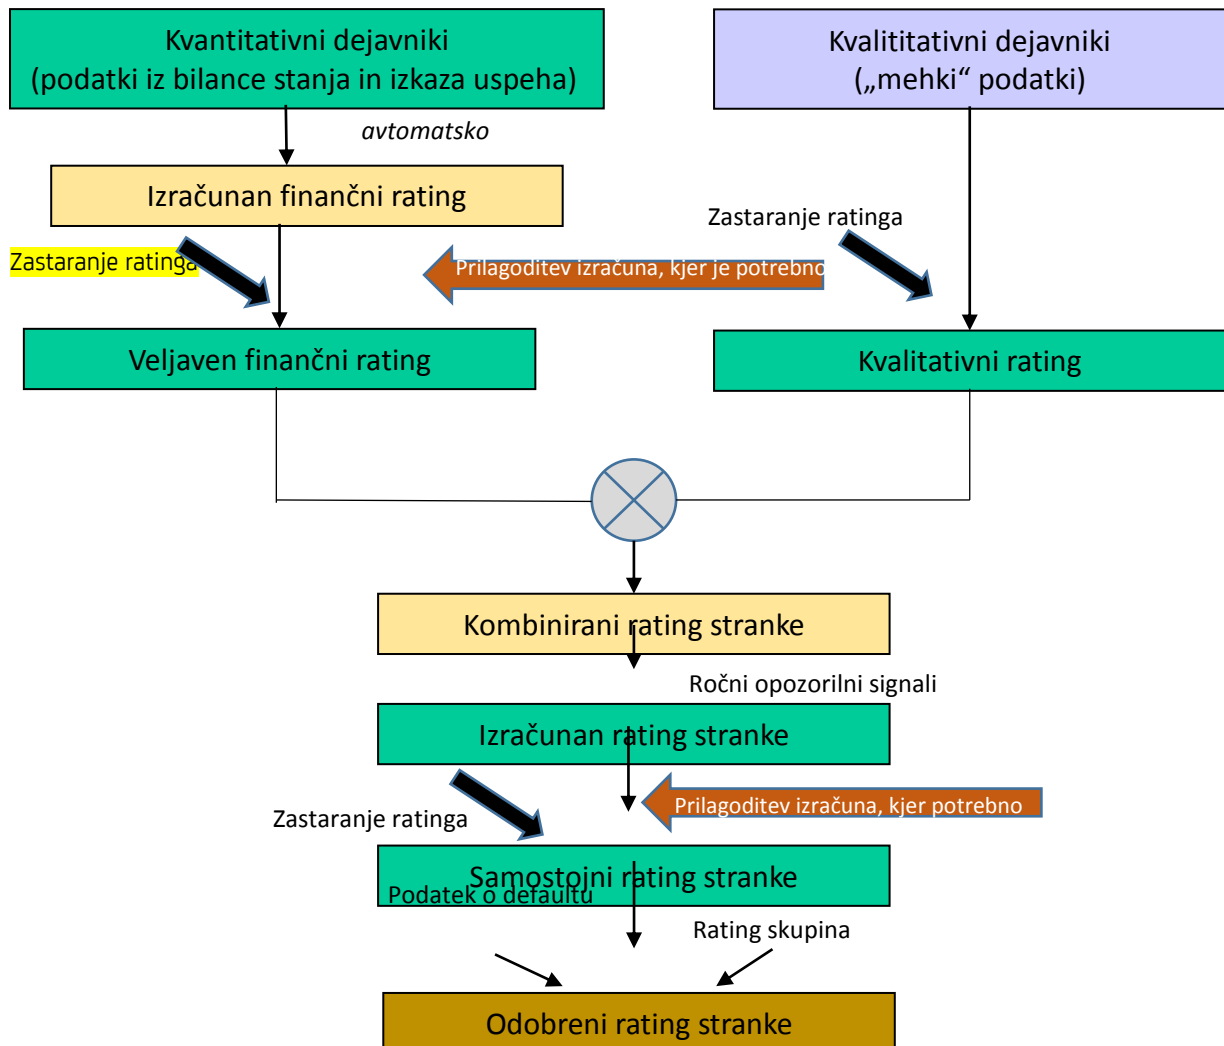 Kvantitativni dejavniki
(podatki iz bilance stanja in izkaza uspeha)
Kvalititativni dejavniki
(„mehki“ podatki)
avtomatsko
Izračunan finančni rating
Zastaranje ratinga
Zastaranje ratinga
Prilagoditev izračuna, kjer je potrebno
Veljaven finančni rating
Kvalitativni rating
Kombinirani rating stranke
Ročni opozorilni signali
Izračunan rating stranke
Zastaranje ratinga
Prilagoditev izračuna, kjer potrebno
Samostojni rating stranke
Podatek o defaultu
Rating skupina
Odobreni rating stranke